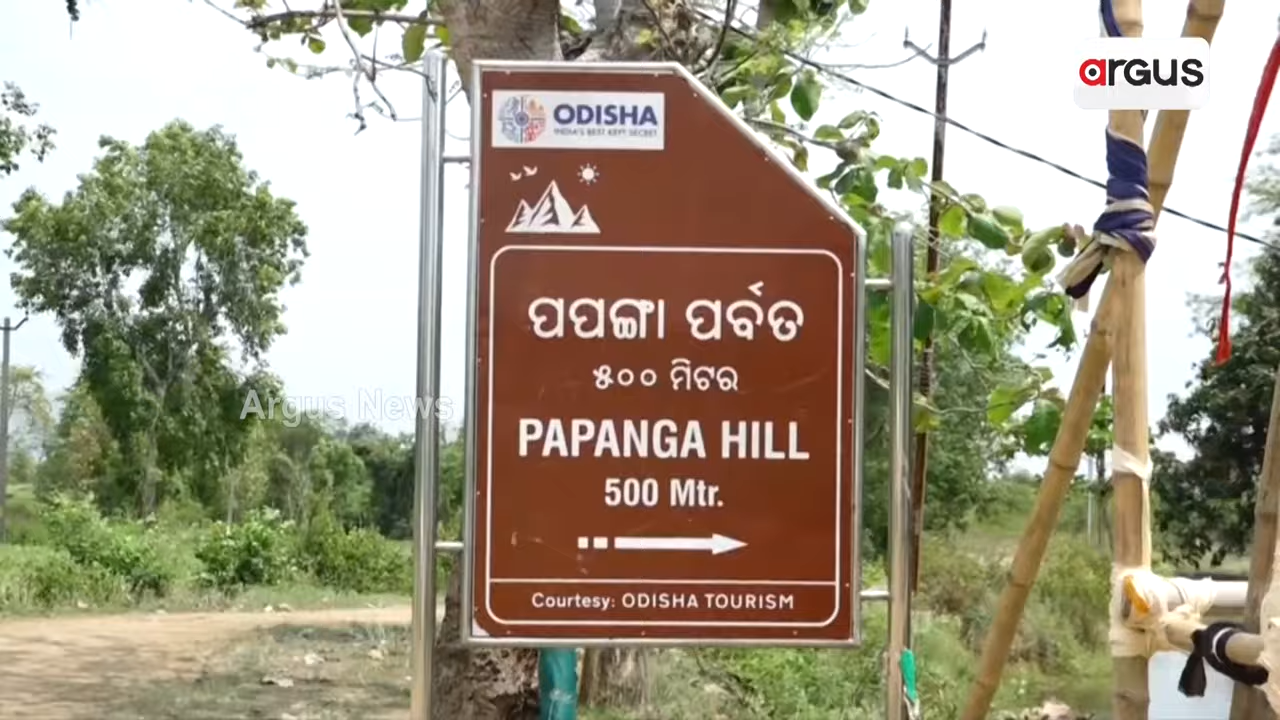 argus
ODISHA
INDIA'S BEST KEPT SECRET
ପପଙ୍ଗା ପର୍ବତ
୫୦୦ ମିଟର
PAPANGA HILL
500 Mtr.
Courtesy: ODISHA TOURISM
Argus News